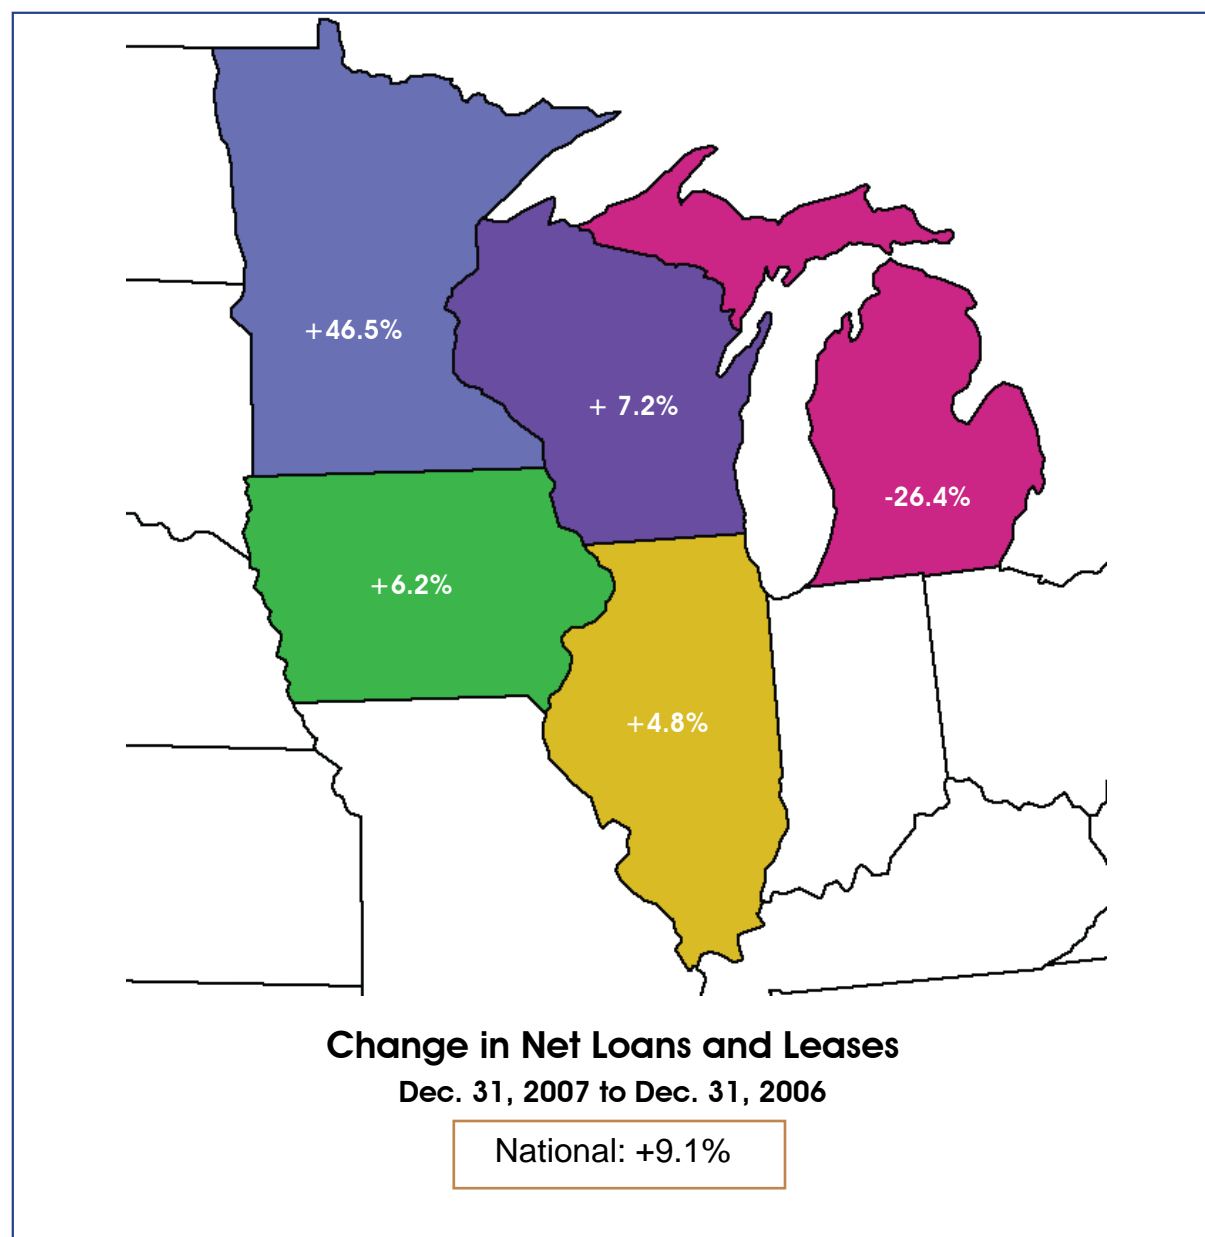 +46.5%
+ 7.2%
-26.4%
+6.2%
+4.8%
Change in Net Loans and Leases
Dec. 31, 2007 to Dec. 31, 2006
National: +9.1%